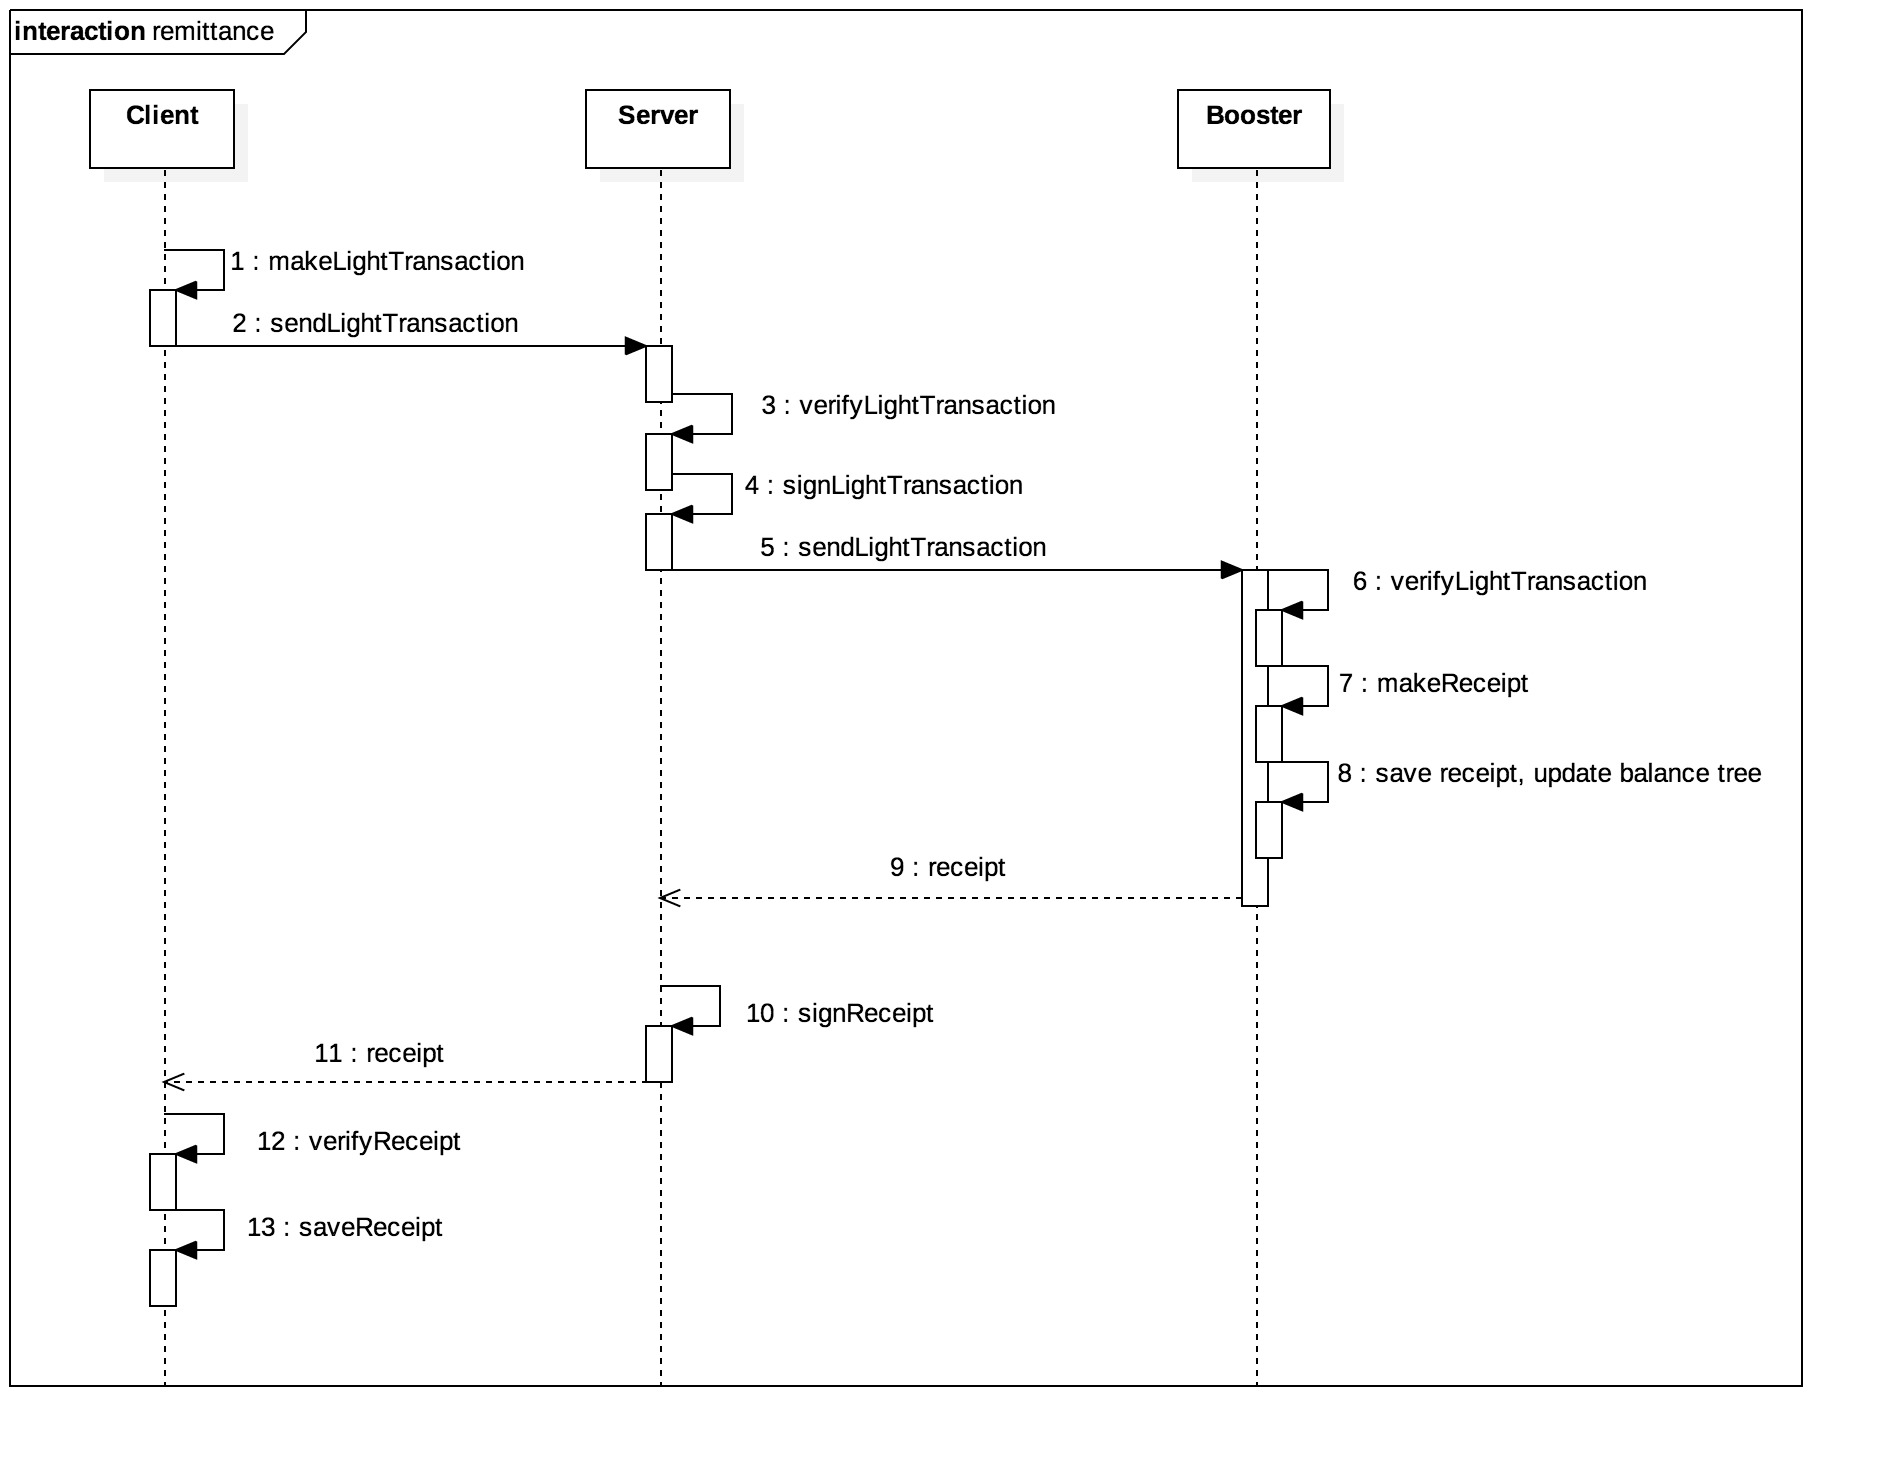 interaction remittance
Client
Server
Booster
1 : makeLightTransaction
2 : sendLightTransaction
3 : verifyLightTransaction
4 : signLightTransaction
5 : sendLightTransaction
6 : verifyLightTransaction
7 : makeReceipt
8 : save receipt, update balance tree
9 : receipt
10 : signReceipt
11 : receipt
12 : verifyReceipt
13 : saveReceipt